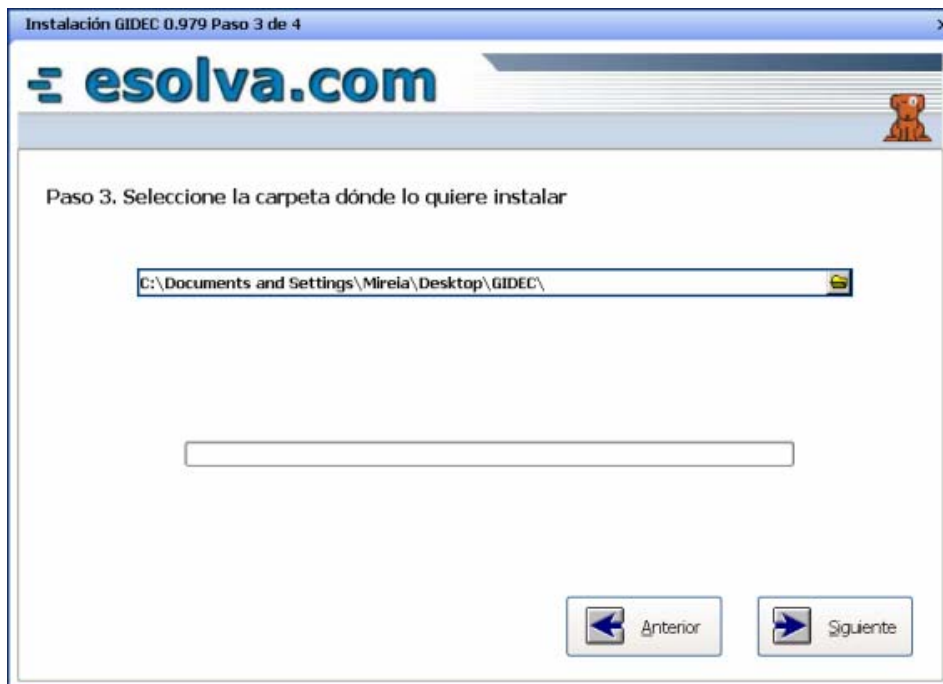 Instalación GIDEC 0.979 Paso 3 de 4
esolva.com
Paso 3. Seleccione la carpeta dónde lo quiere instalar
C:\Documents and Settings\Mireia\Desktop\GIDEC\
Anterior
Siguiente